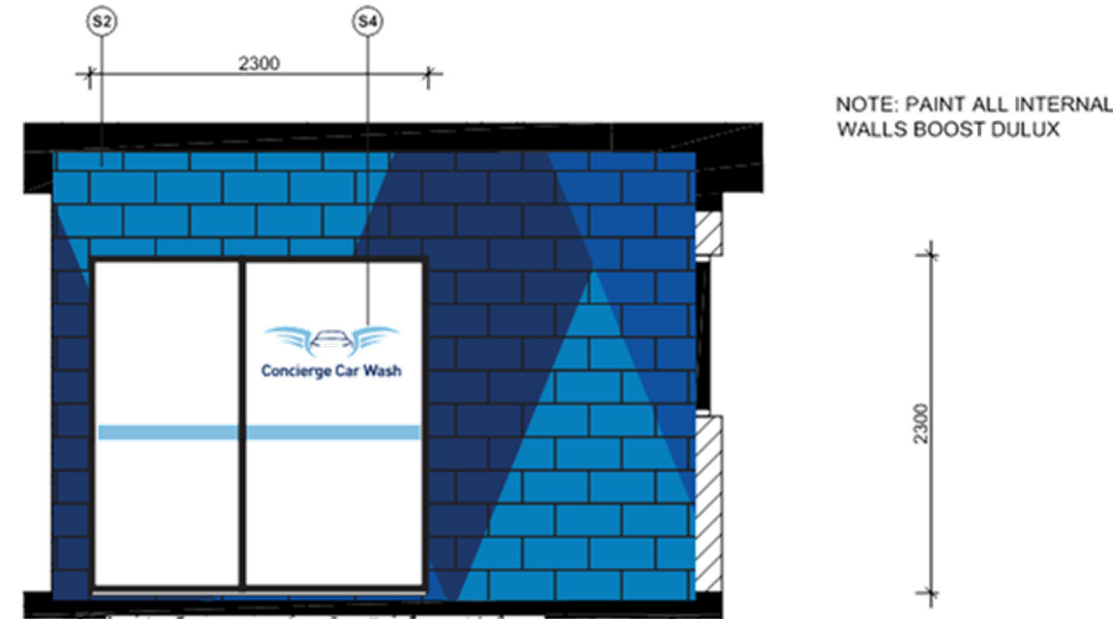 S2
S4
2300
NOTE: PAINT ALL INTERNAL
WALLS BOOST DULUX
Concierge Car Wash
2300